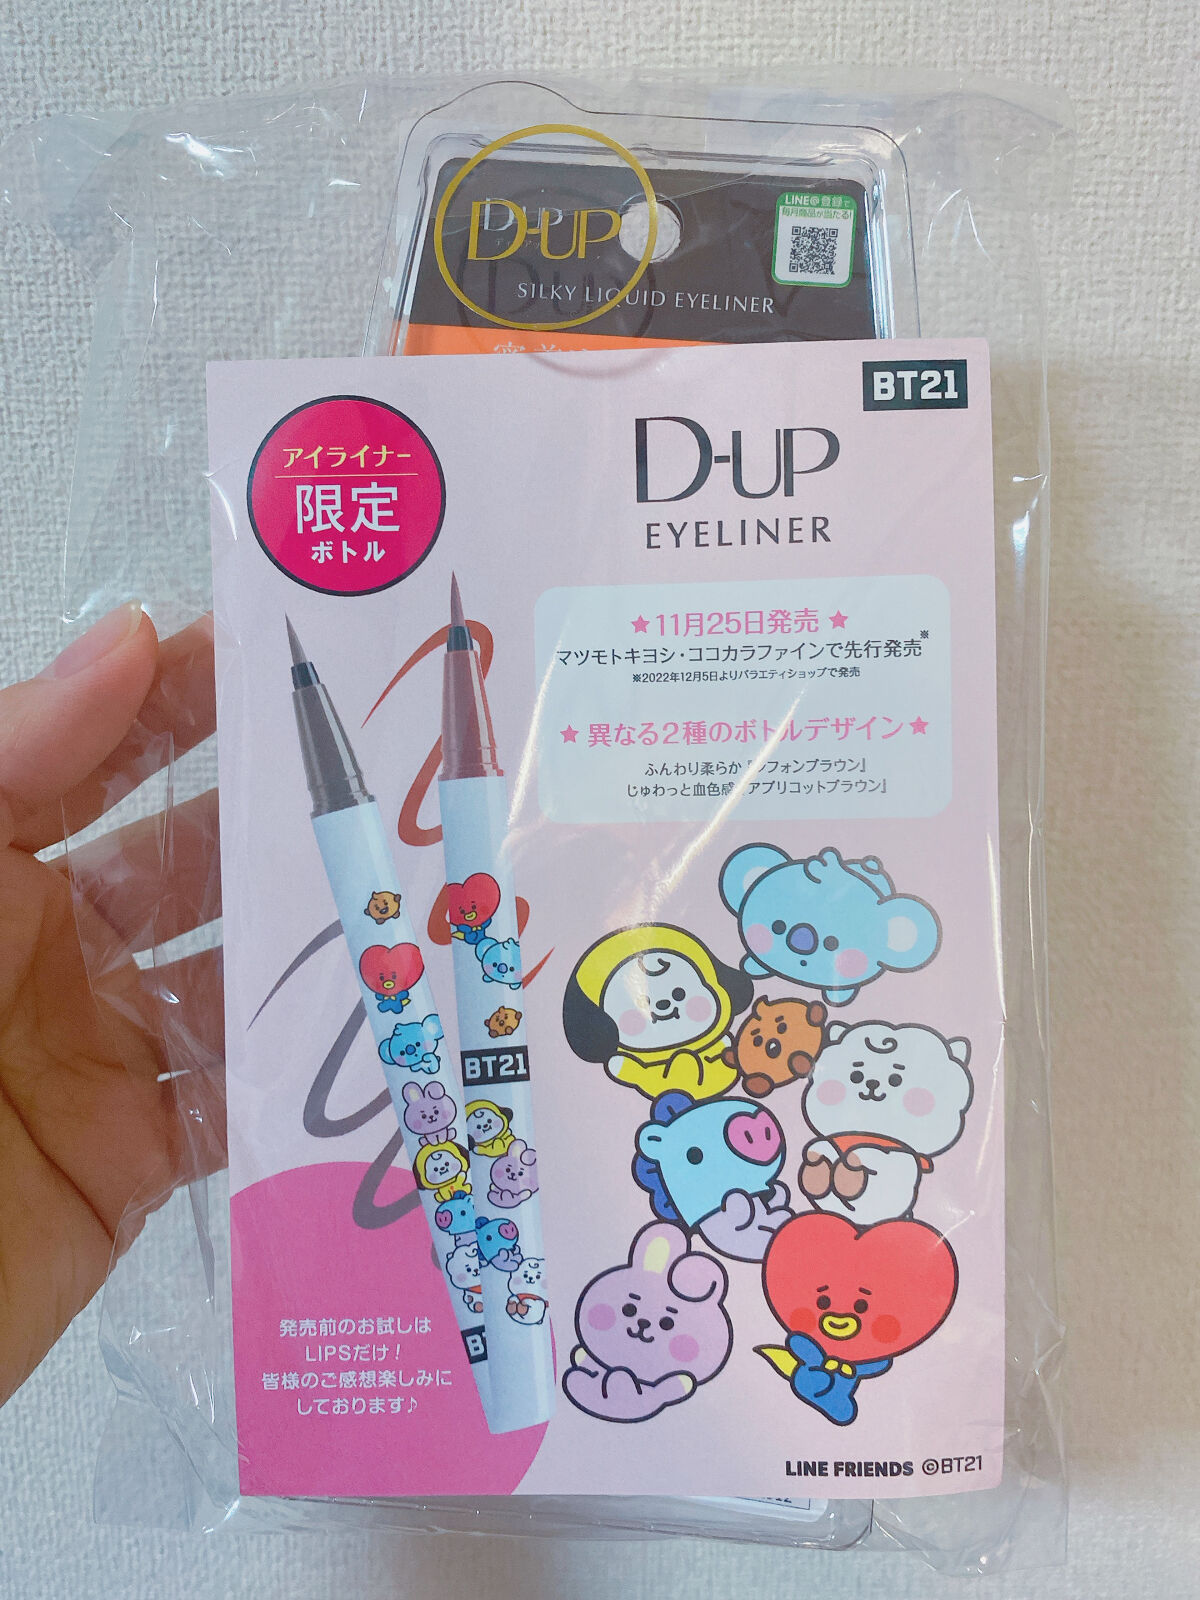 D-UP
SILKY LIQUID EYELINER
LINE@登録で
毎月商品が当たる!
BT21
アイライナー
限定
ボトル
D-UP
EYELINER
★11月25日発売★
マツモトキヨシ・ココカラファインで先行発売※
※2022年12月5日よりバラエティショップで発売
★異なる2種のボトルデザイン★
ふんわり柔らか『シフォンブラウン』
じゅわっと血色感『アプリコットブラウン』
BT21
発売前のお試しは
LIPSだけ！
皆様のご感想楽しみに
しております♪
LINE FRIENDS ©BT21